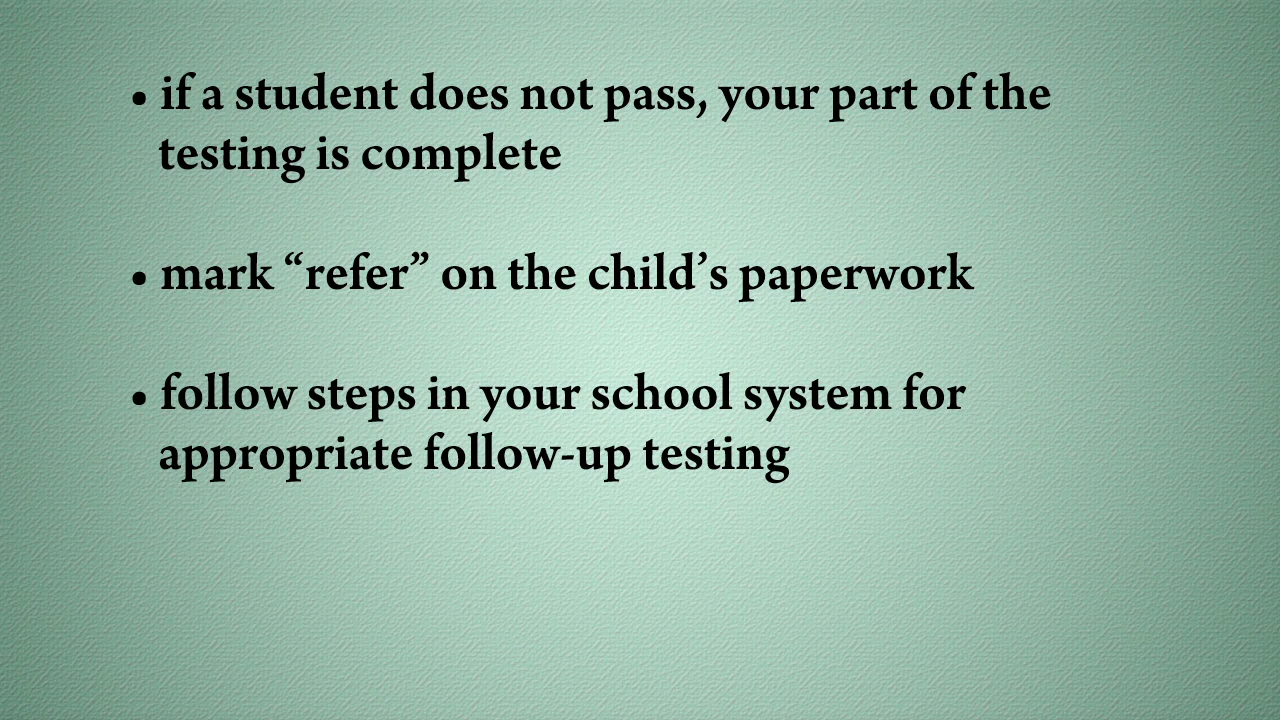 • if a student does not pass, your part of the
testing is complete
• mark “refer” on the child’s paperwork
• follow steps in your school system for
appropriate follow-up testing